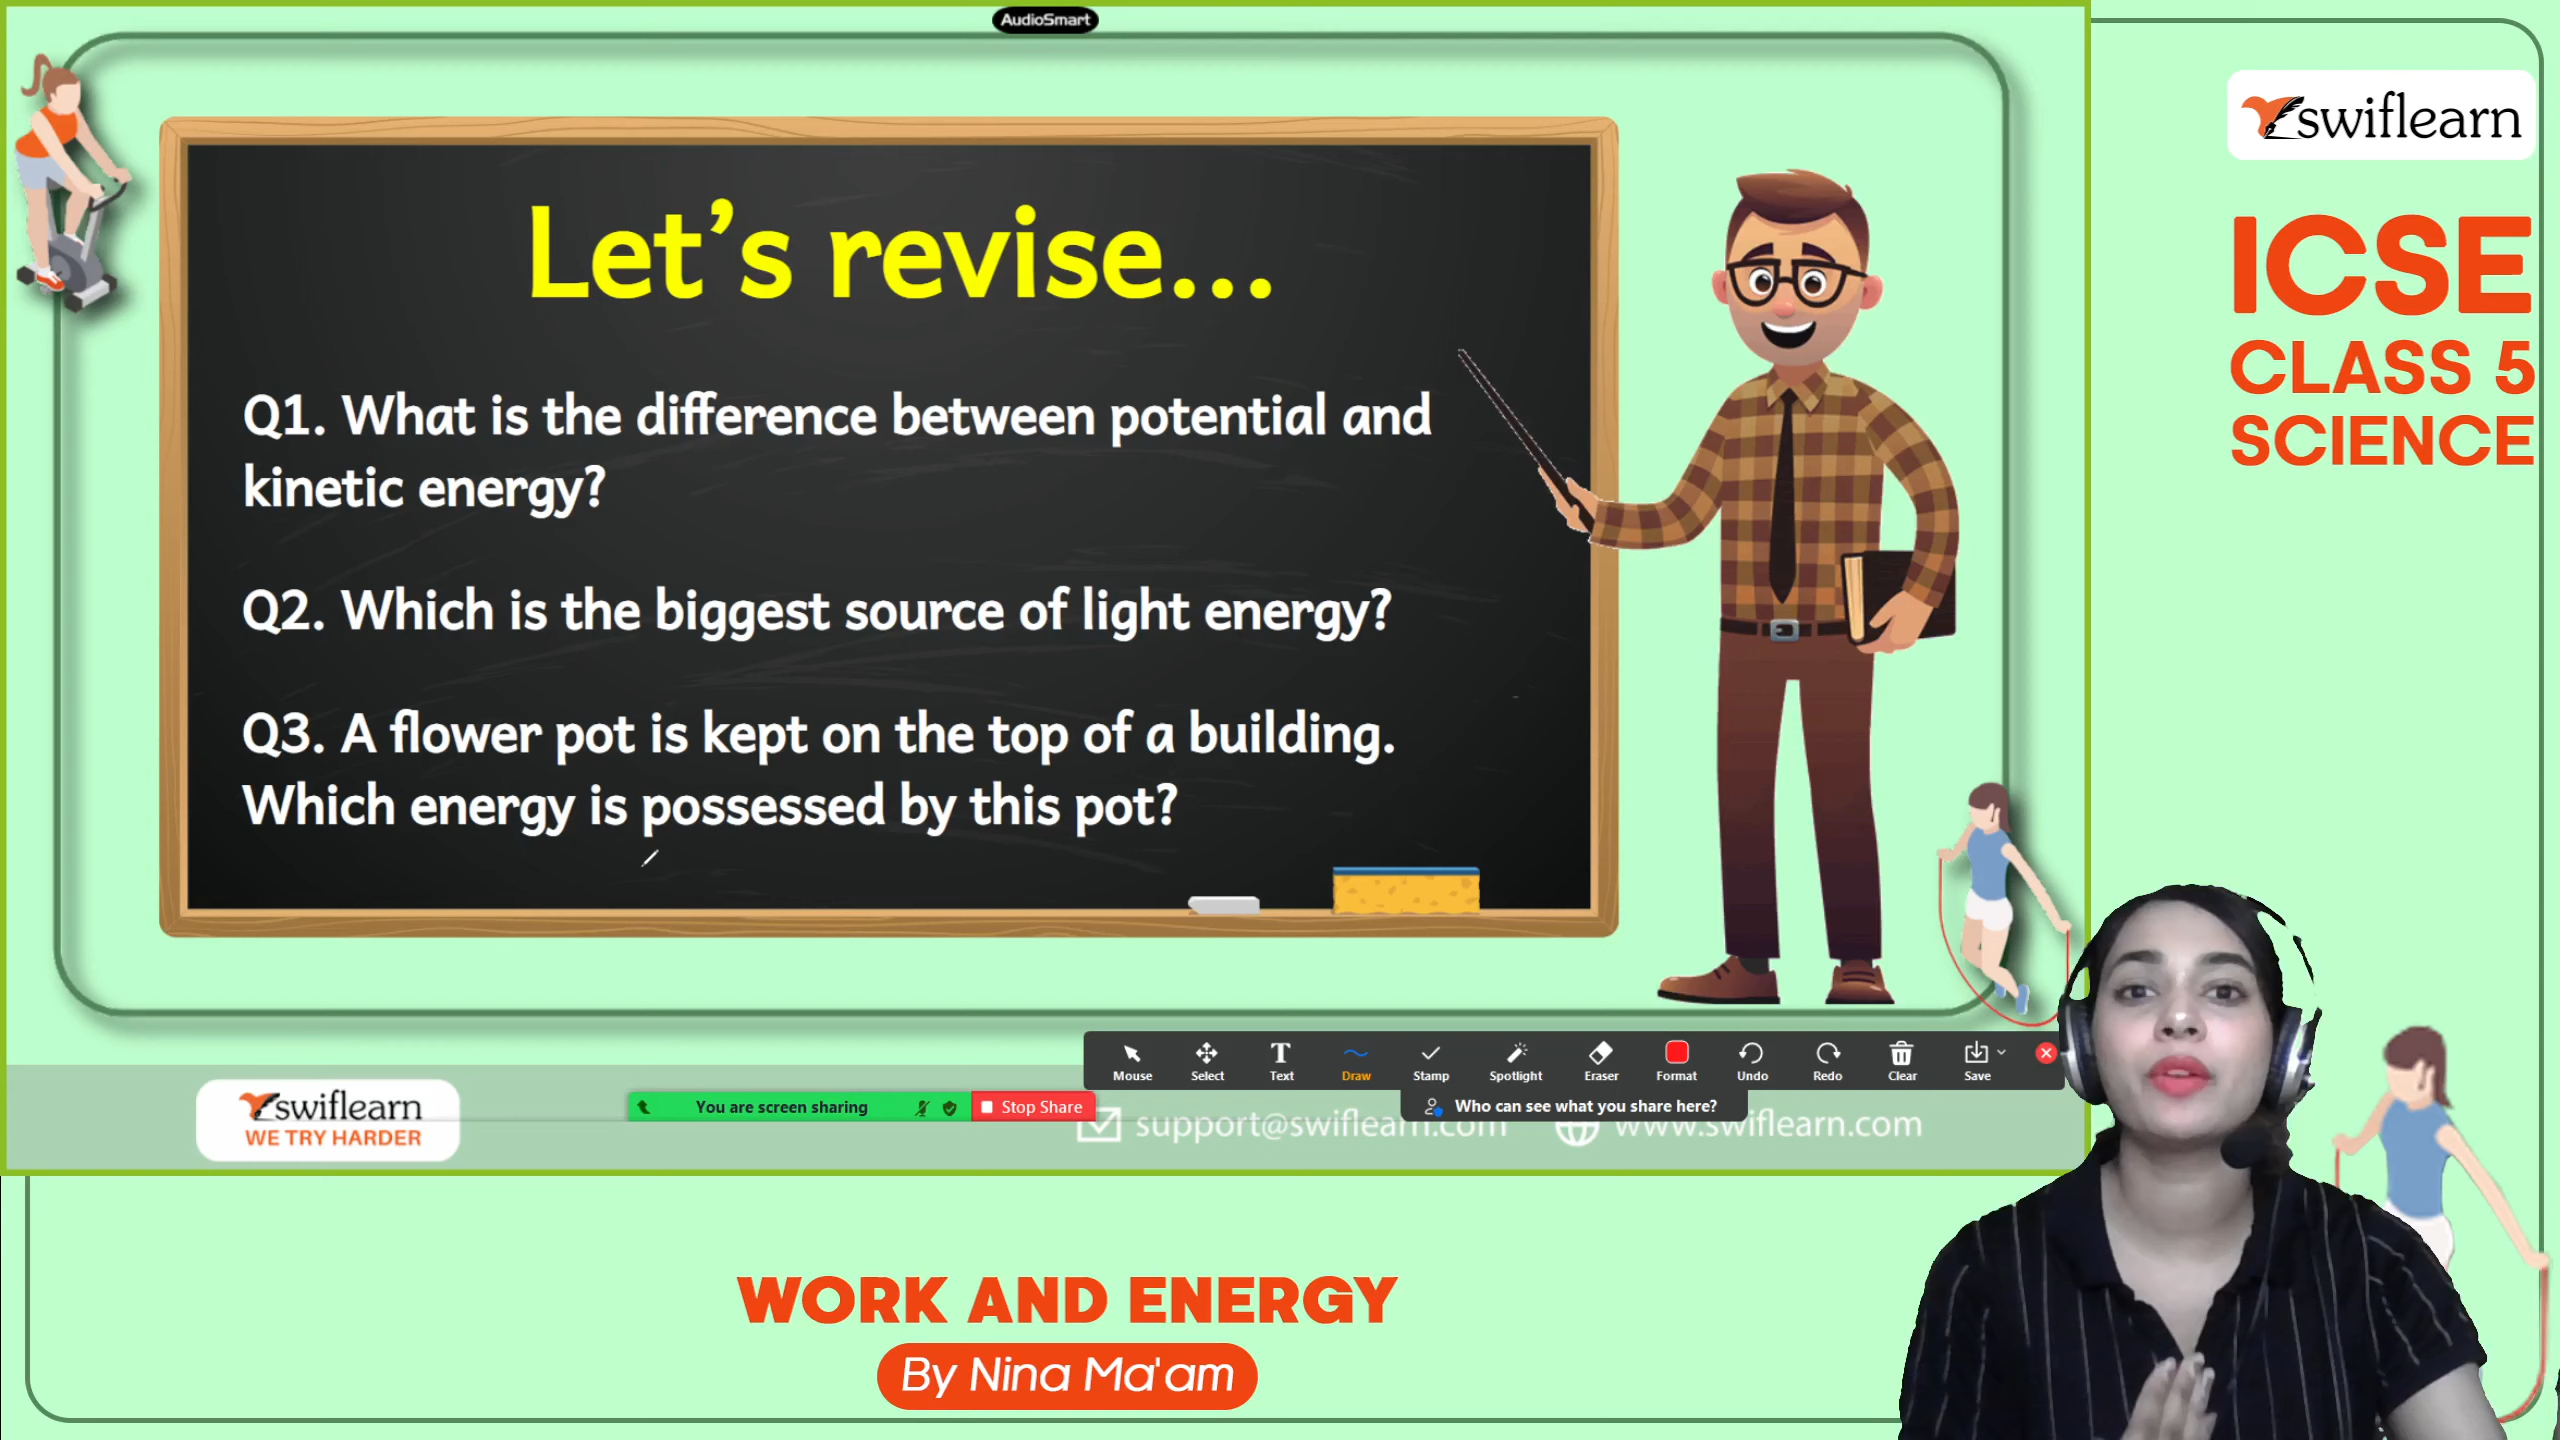 AudioSmart
swiflearn
ICSE
CLASS 5
SCIENCE
Let's revise...
Q1. What is the difference between potential and
kinetic energy?
Q2. Which is the biggest source of light energy?
Q3. A flower pot is kept on the top of a building.
Which energy is possessed by this pot?
Mouse Select Text Draw Stamp Spotlight Eraser Format Undo Redo Clear Save
swiflearn
WE TRY HARDER
You are screen sharing Stop Share
Who can see what you share here?
support@swiflearn.com www.swiflearn.com
WORK AND ENERGY
By Nina Ma'am